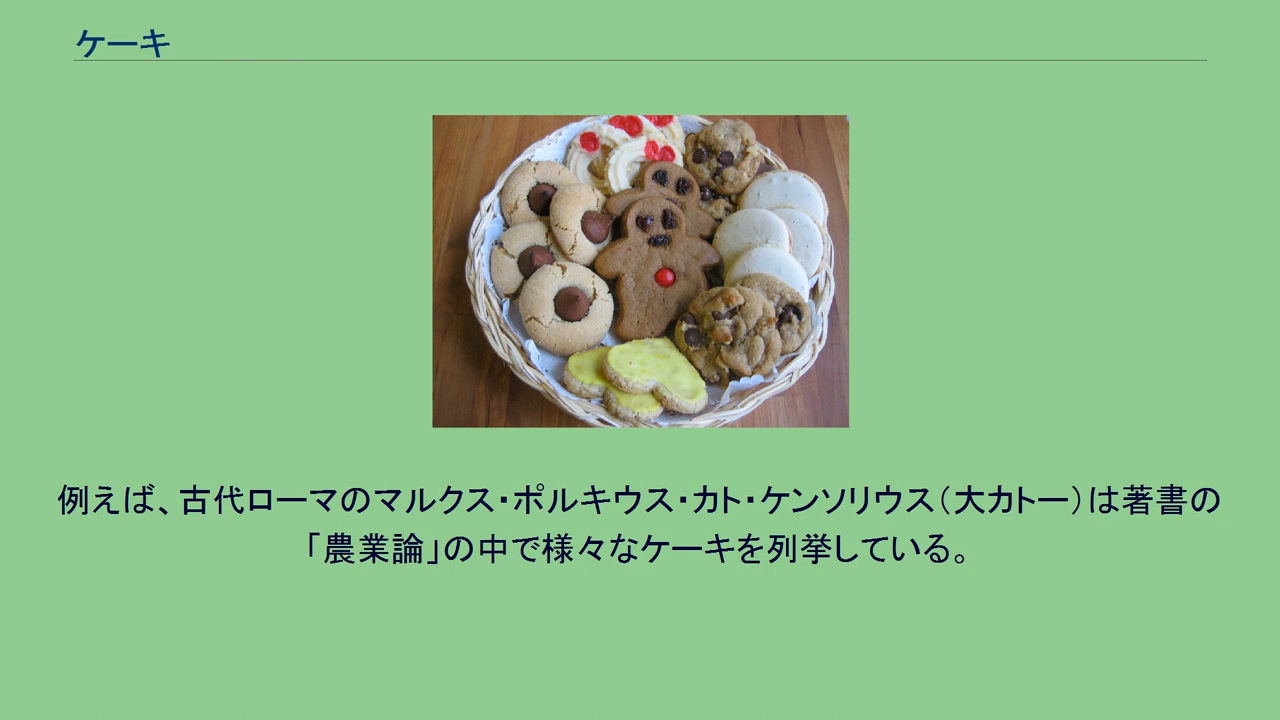 ケーキ
例えば、古代ローマのマルクス・ポルキウス・カト・ケンソリウス（大カトー）は著書の
「農業論」の中で様々なケーキを列挙している。